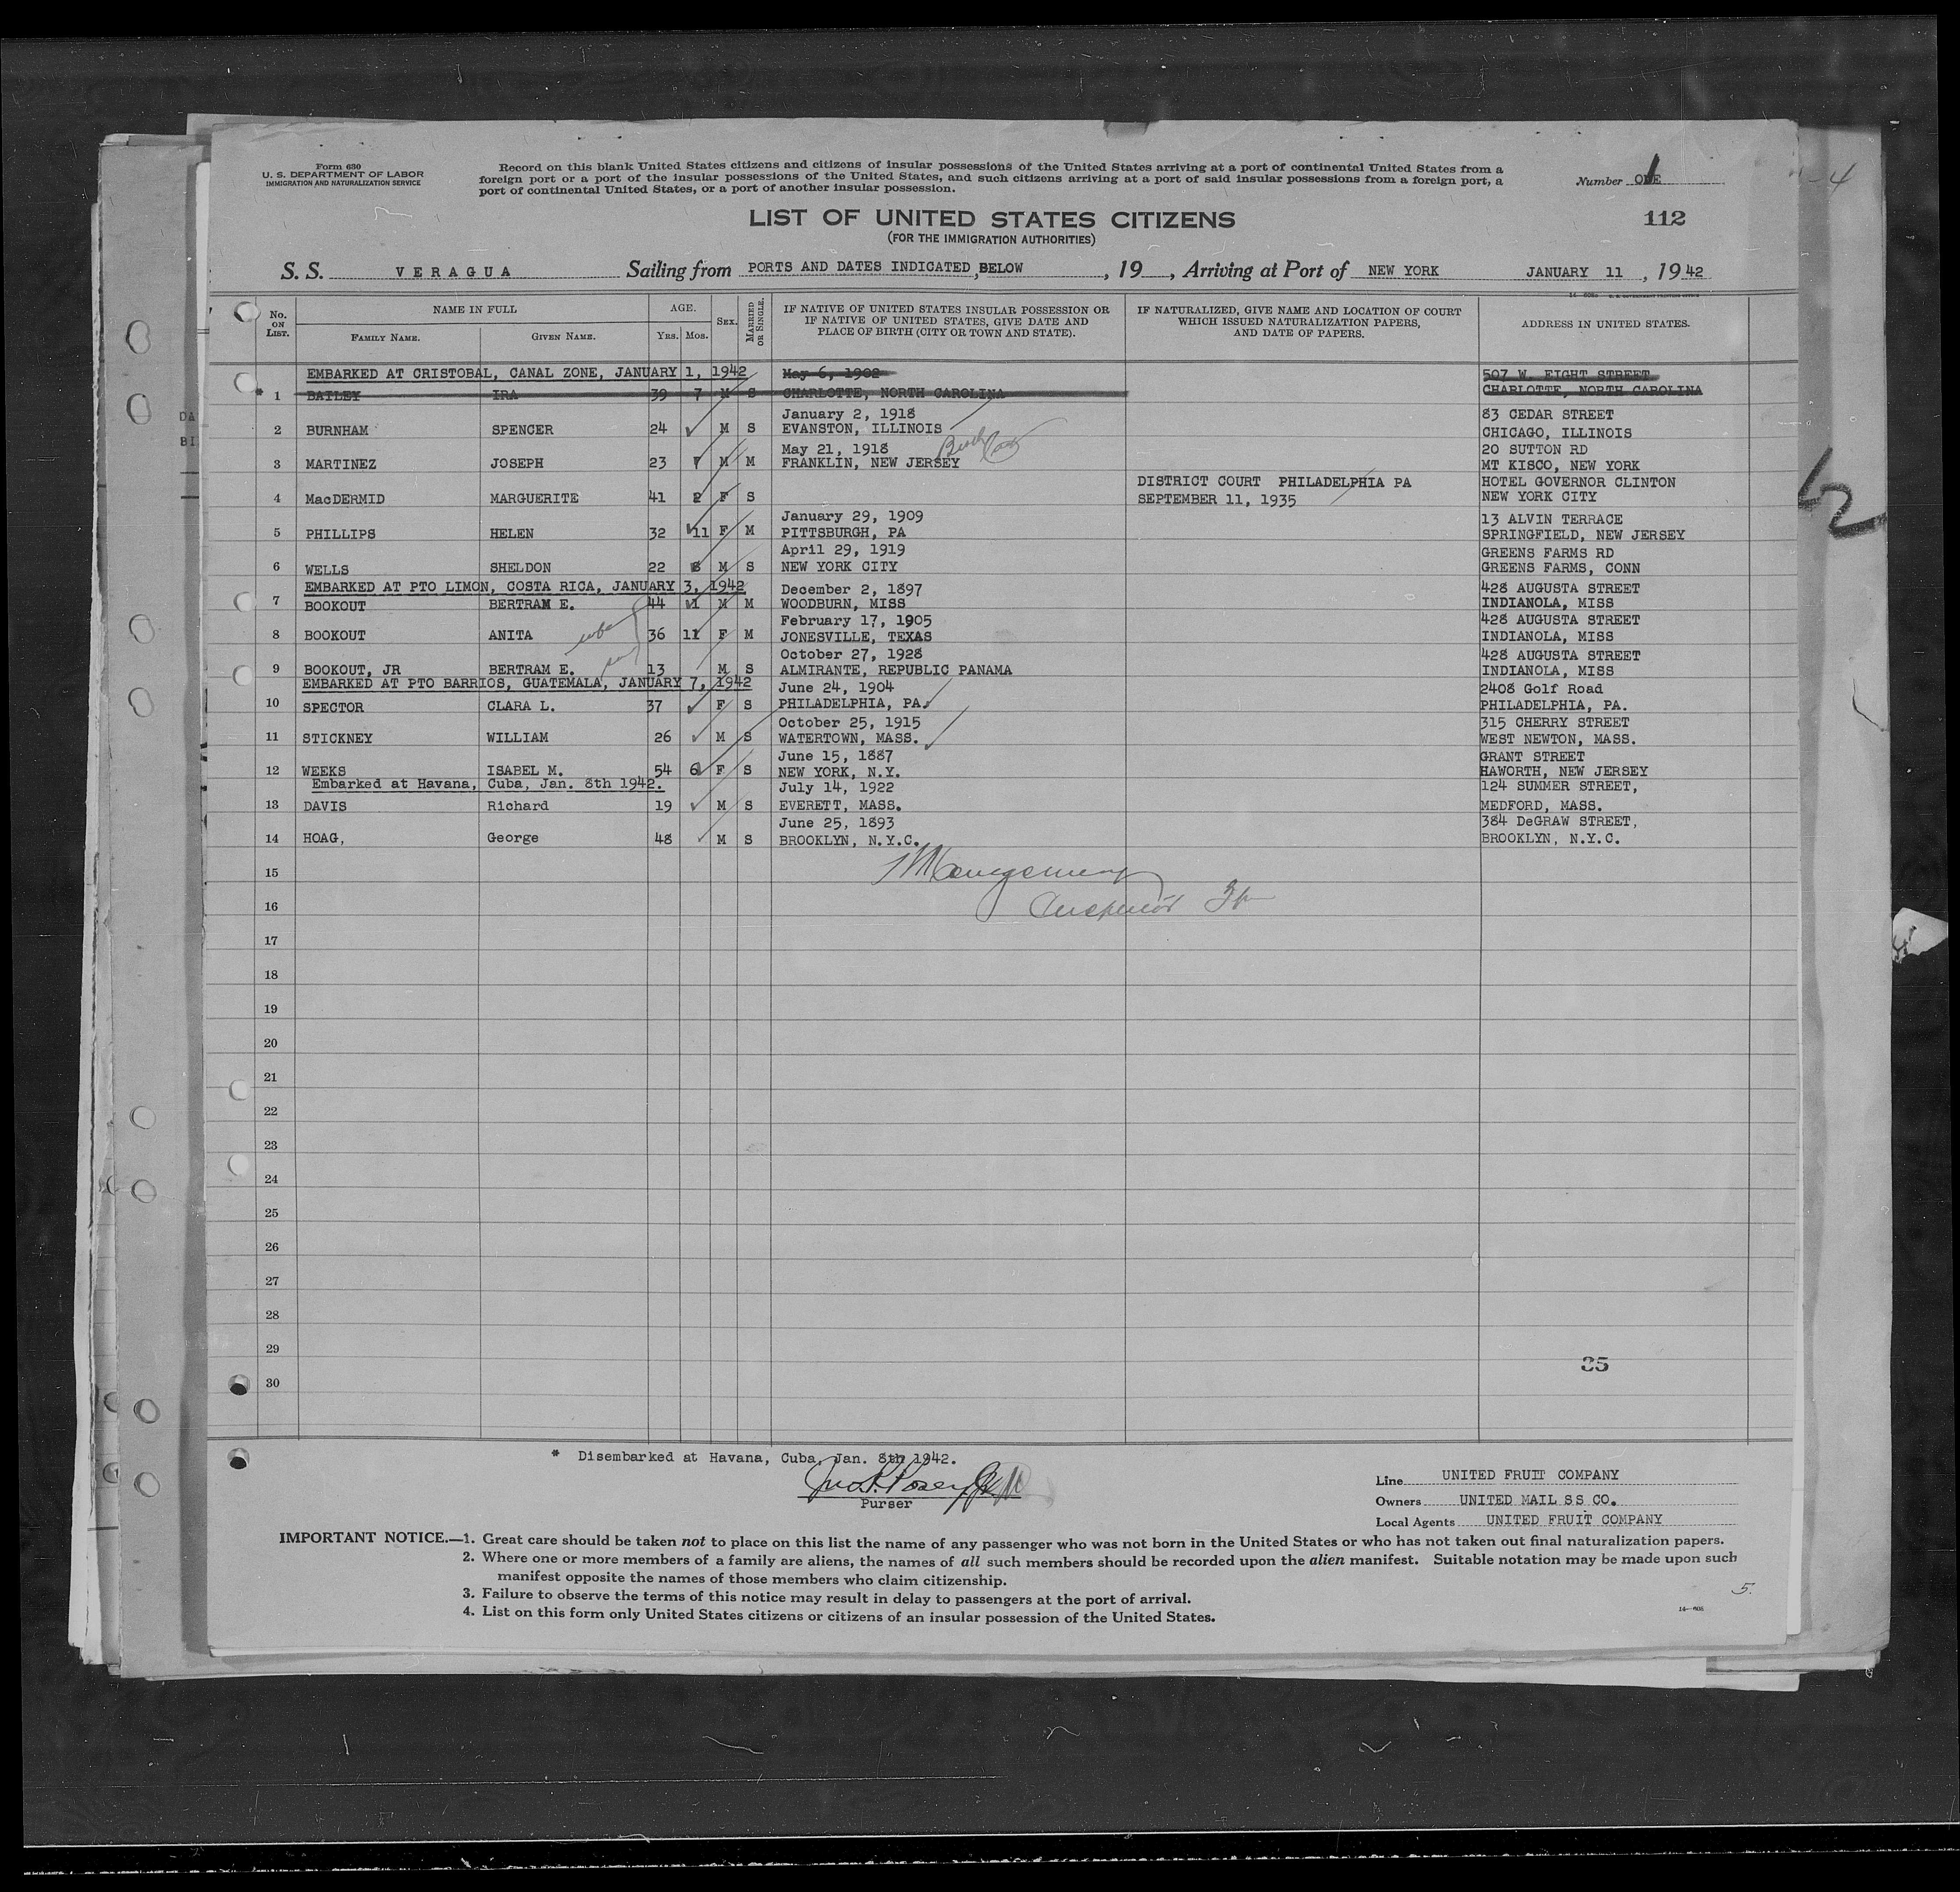 Form 630
U. S. DEPARTMENT OF LABOR
IMMIGRATION AND NATURALIZATION SERVICE
Record on this blank United States citizens and citizens of insular possessions of the United States arriving at a port of continental United States from a
foreign port or a port of the insular possessions of the United States, and such citizens arriving at a port of said insular possessions from a foreign port, a
port of continental United States, or a port of another insular possession.
Number ONE
1
112
LIST OF UNITED STATES CITIZENS
(FOR THE IMMIGRATION AUTHORITIES)
S. S. VERAGUA Sailing from PORTS AND DATES INDICATED, BELOW , 19 , Arriving at Port of NEW YORK JANUARY 11 , 19 42
No. ON LIST. NAME IN FULL AGE. SEX. MARRIED OR SINGLE. IF NATIVE OF UNITED STATES INSULAR POSSESSION OR IF NATIVE OF UNITED STATES, GIVE DATE AND PLACE OF BIRTH (CITY OR TOWN AND STATE). IF NATURALIZED, GIVE NAME AND LOCATION OF COURT WHICH ISSUED NATURALIZATION PAPERS, AND DATE OF PAPERS. ADDRESS IN UNITED STATES.
FAMILY NAME. GIVEN NAME. YRS. MOS.
EMBARKED AT CRISTOBAL, CANAL ZONE, JANUARY 1, 1942 May 6, 1902 507 W. EIGHT STREET
* 1 BAILEY IRA 39 7 M S CHARLOTTE, NORTH CAROLINA CHARLOTTE, NORTH CAROLINA
January 2, 1918 83 CEDAR STREET
2 BURNHAM SPENCER 24 M S EVANSTON, ILLINOIS CHICAGO, ILLINOIS
May 21, 1918 20 SUTTON RD
3 MARTINEZ JOSEPH 23 7 M M FRANKLIN, NEW JERSEY MT KISCO, NEW YORK
DISTRICT COURT PHILADELPHIA PA HOTEL GOVERNOR CLINTON
4 MacDERMID MARGUERITE 41 2 F S SEPTEMBER 11, 1935 NEW YORK CITY
January 29, 1909 13 ALVIN TERRACE
5 PHILLIPS HELEN 32 11 F M PITTSBURGH, PA SPRINGFIELD, NEW JERSEY
April 29, 1919 GREENS FARMS RD
6 WELLS SHELDON 22 8 M S NEW YORK CITY GREENS FARMS, CONN
EMBARKED AT PTO LIMON, COSTA RICA, JANUARY 3, 1942 December 2, 1897 428 AUGUSTA STREET
7 BOOKOUT BERTRAM E. 44 1 M M WOODBURN, MISS INDIANOLA, MISS
February 17, 1905 428 AUGUSTA STREET
8 BOOKOUT ANITA 36 11 F M JONESVILLE, TEXAS INDIANOLA, MISS
October 27, 1928 428 AUGUSTA STREET
9 BOOKOUT, JR BERTRAM E. 13 M S ALMIRANTE, REPUBLIC PANAMA INDIANOLA, MISS
EMBARKED AT PTO BARRIOS, GUATEMALA, JANUARY 7, 1942 June 24, 1904 2408 Golf Road
10 SPECTOR CLARA L. 37 F S PHILADELPHIA, PA. PHILADELPHIA, PA.
October 25, 1915 315 CHERRY STREET
11 STICKNEY WILLIAM 26 M S WATERTOWN, MASS. WEST NEWTON, MASS.
June 15, 1887 GRANT STREET
12 WEEKS ISABEL M. 54 6 F S NEW YORK, N.Y. HAWORTH, NEW JERSEY
Embarked at Havana, Cuba, Jan. 8th 1942. July 14, 1922 124 SUMMER STREET,
13 DAVIS Richard 19 M S EVERETT, MASS. MEDFORD, MASS.
June 25, 1893 384 DeGRAW STREET,
14 HOAG, George 48 M S BROOKLYN, N.Y.C. BROOKLYN, N.Y.C.
15
16 Inspector
17
18
19
20
21
22
23
24
25
26
27
28
29
35
30
* Disembarked at Havana, Cuba, Jan. 8th 1942.
Purser
Line UNITED FRUIT COMPANY
Owners UNITED MAIL SS CO.
Local Agents UNITED FRUIT COMPANY
IMPORTANT NOTICE.—1. Great care should be taken not to place on this list the name of any passenger who was not born in the United States or who has not taken out final naturalization papers.
2. Where one or more members of a family are aliens, the names of all such members should be recorded upon the alien manifest. Suitable notation may be made upon such
manifest opposite the names of those members who claim citizenship.
3. Failure to observe the terms of this notice may result in delay to passengers at the port of arrival.
4. List on this form only United States citizens or citizens of an insular possession of the United States.
5.